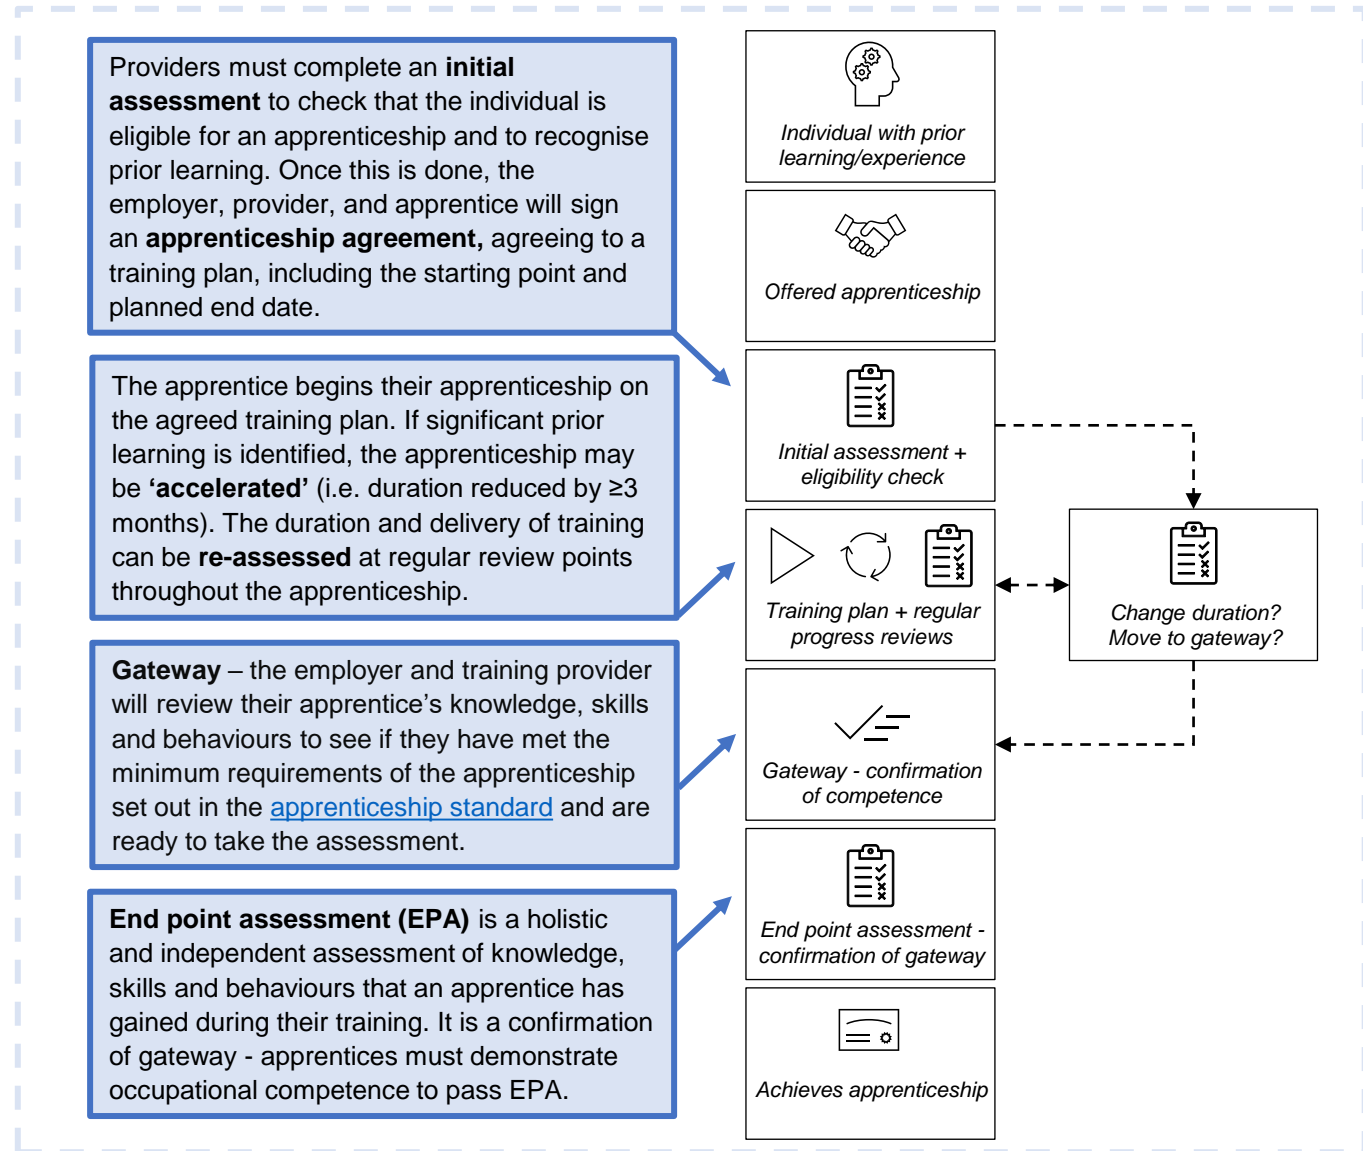 Providers must complete an initial
assessment to check that the individual is
eligible for an apprenticeship and to recognise
prior learning. Once this is done, the
employer, provider, and apprentice will sign
an apprenticeship agreement, agreeing to a
training plan, including the starting point and
planned end date.
The apprentice begins their apprenticeship on
the agreed training plan. If significant prior
learning is identified, the apprenticeship may
be ‘accelerated’ (i.e. duration reduced by ≥3
months). The duration and delivery of training
can be re-assessed at regular review points
throughout the apprenticeship.
Gateway – the employer and training provider
will review their apprentice’s knowledge, skills
and behaviours to see if they have met the
minimum requirements of the apprenticeship
set out in the apprenticeship standard and are
ready to take the assessment.
End point assessment (EPA) is a holistic
and independent assessment of knowledge,
skills and behaviours that an apprentice has
gained during their training. It is a confirmation
of gateway - apprentices must demonstrate
occupational competence to pass EPA.
Individual with prior
learning/experience
Offered apprenticeship
Initial assessment +
eligibility check
Training plan + regular
progress reviews
Change duration?
Move to gateway?
Gateway - confirmation
of competence
End point assessment -
confirmation of gateway
Achieves apprenticeship